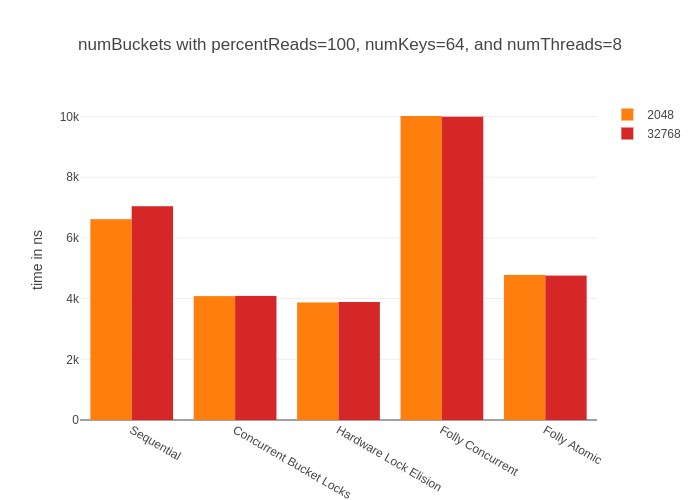 numBuckets with percentReads=100, numKeys=64, and numThreads=8
2048
32768
time in ns
10k
8k
6k
4k
2k
0
Sequential
Concurrent Bucket Locks
Hardware Lock Elision
Folly Concurrent
Folly Atomic